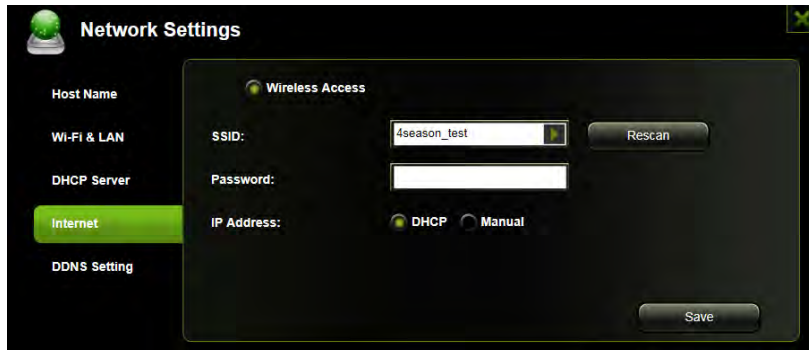 Network Settings
Host Name
Wireless Access
Wi-Fi & LAN
SSID:
4season_test
Rescan
DHCP Server
Password:
Internet
IP Address:
DHCP
Manual
DDNS Setting
Save